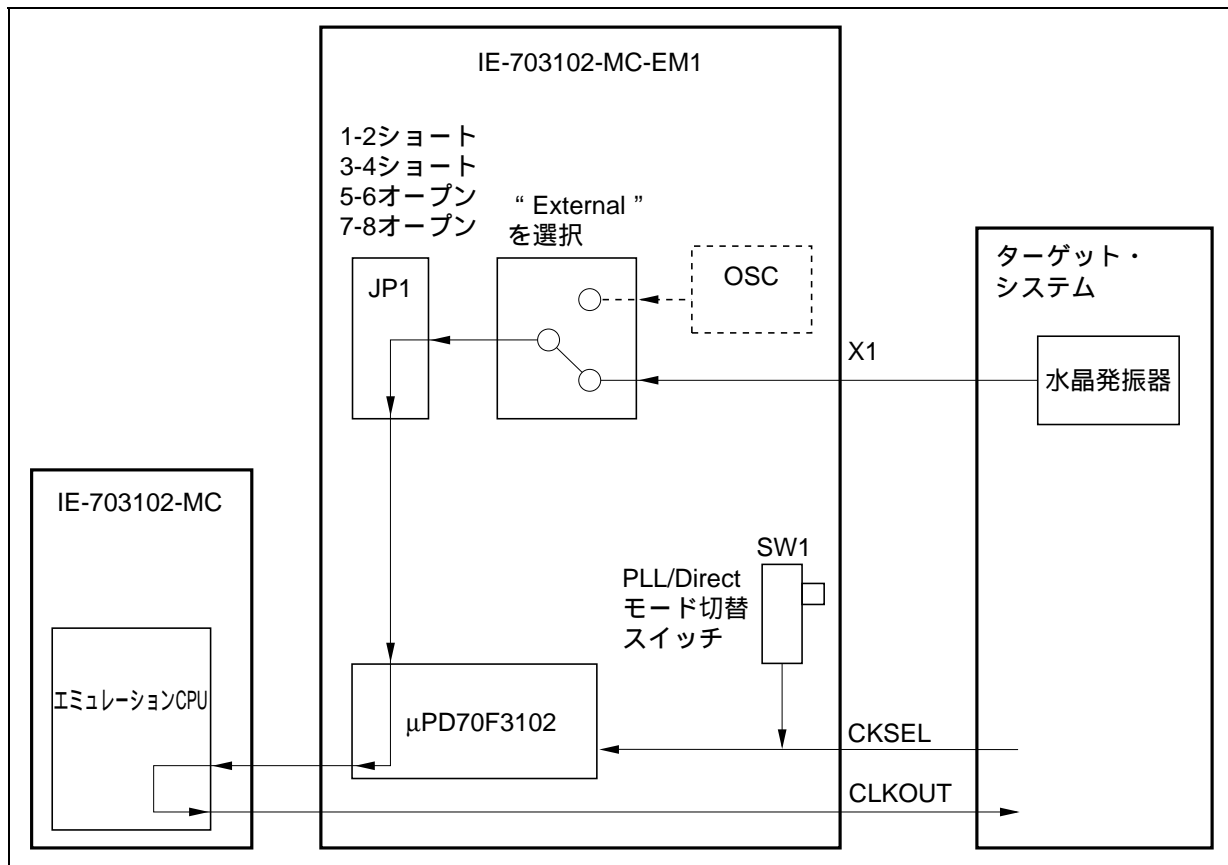 IE-703102-MC-EM1
1-2ショート
3-4ショート
5-6オープン
7-8オープン
“ External ”
を選択
JP1
OSC
ターゲット・
システム
X1
水晶発振器
IE-703102-MC
SW1
PLL/Direct
モード切替
スイッチ
エミュレーションCPU
μPD70F3102
CKSEL
CLKOUT